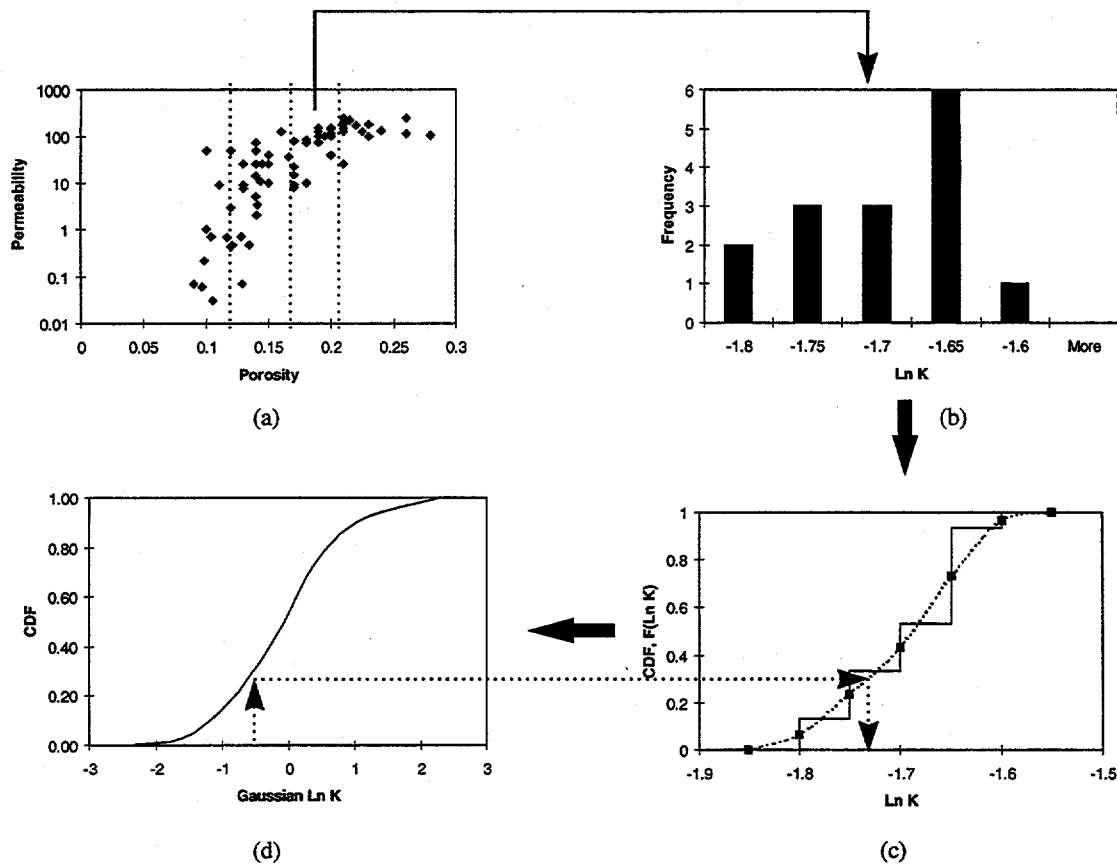 1000
100
10
1
0.1
0.01
Permeability
0 0.05 0.1 0.15 0.2 0.25 0.3
Porosity
(a)
6
5
4
3
2
1
0
Frequency
-1.8 -1.75 -1.7 -1.65 -1.6 More
Ln K
(b)
1.00
0.80
0.60
0.40
0.20
0.00
CDF
-3 -2 -1 0 1 2 3
Gaussian Ln K
(d)
1
0.8
0.6
0.4
0.2
0
CDF, F(Ln K)
-1.9 -1.8 -1.7 -1.6 -1.5
Ln K
(c)